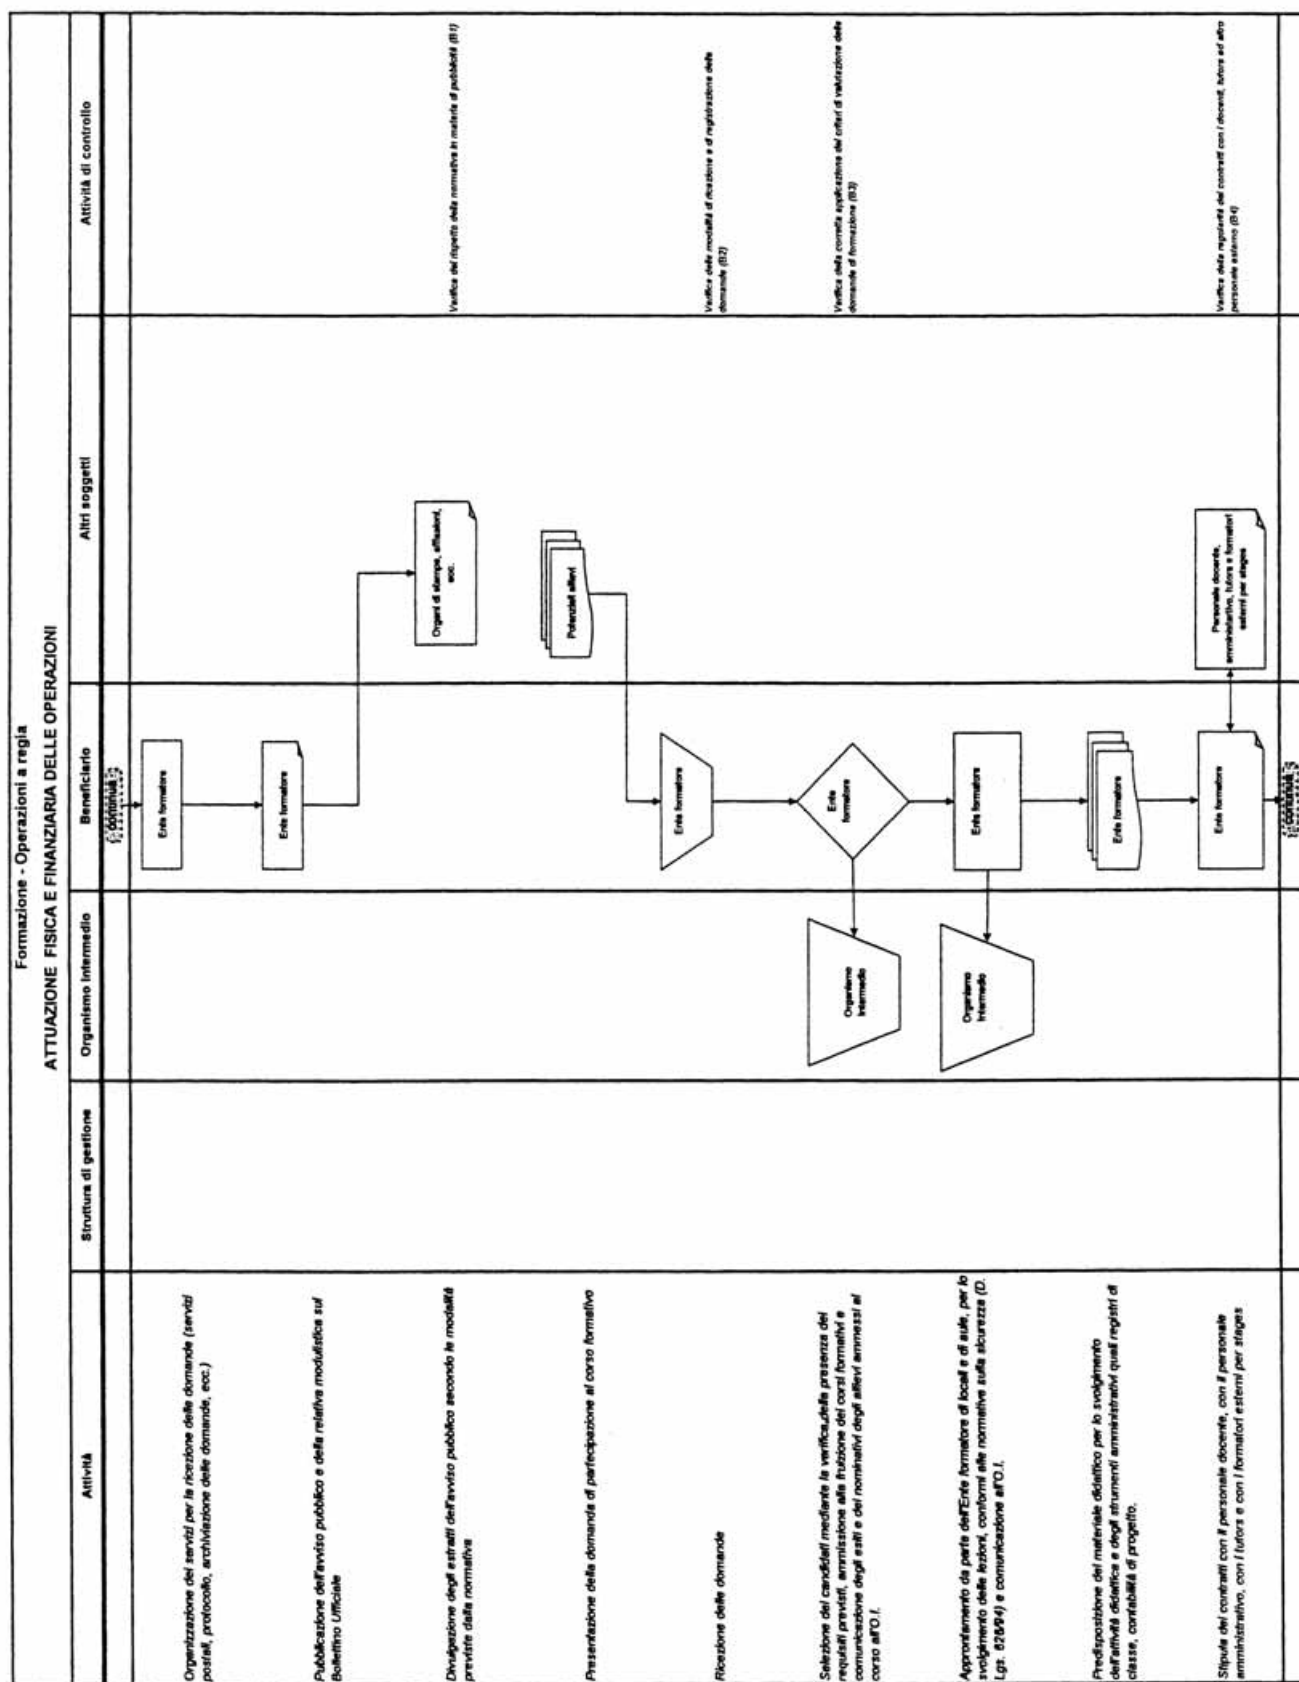 Formazione - Operazioni a regia
ATTUAZIONE FISICA E FINANZIARIA DELLE OPERAZIONI
Attività
Struttura di gestione
Organismo Intermedio
Beneficiario
Altri soggetti
Attività di controllo
continua
Organizzazione dei servizi per la ricezione delle domande (servizi
postali, protocollo, archiviazione delle domande, ecc.)
Ente formatore
Pubblicazione dell'avviso pubblico e della relativa modulistica sul
Bollettino Ufficiale
Ente formatore
Divulgazione degli estratti dell'avviso pubblico secondo le modalità
previste dalla normativa
Organi di stampa, affissioni,
ecc.
Verifica del rispetto della normativa in materia di pubblicità (B1)
Presentazione della domanda di partecipazione al corso formativo
Potenziali allievi
Ricezione delle domande
Ente formatore
Verifica delle modalità di ricezione e di registrazione delle
domande (B2)
Selezione dei candidati mediante la verifica della presenza dei
requisiti previsti, ammissione alla fruizione dei corsi formativi e
comunicazione degli esiti e dei nominativi degli allievi ammessi al
corso all'O.I.
Organismo
Intermedio
Ente
formatore
Verifica della corretta applicazione dei criteri di valutazione delle
domande di formazione (B3)
Approntamento da parte dell'Ente formatore di locali e di aule, per lo
svolgimento delle lezioni, conformi alle normative sulla sicurezza (D.
Lgs. 626/94) e comunicazione all'O.I.
Organismo
Intermedio
Ente formatore
Predisposizione del materiale didattico per lo svolgimento
dell'attività didattica e degli strumenti amministrativi quali registri di
classe, contabilità di progetto.
Ente formatore
Stipula dei contratti con il personale docente, con il personale
amministrativo, con i tutors e con i formatori esterni per stages
Ente formatore
Personale docente,
amministrativo, tutors e formatori
esterni per stages
Verifica della regolarità dei contratti con i docenti, tutors ed altro
personale esterno (B4)
continua